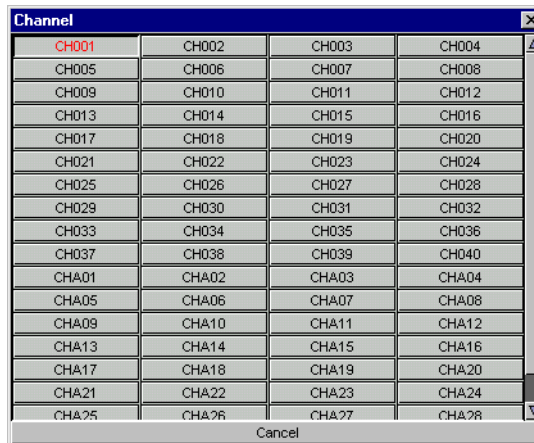 Channel
CH001 CH002 CH003 CH004
CH005 CH006 CH007 CH008
CH009 CH010 CH011 CH012
CH013 CH014 CH015 CH016
CH017 CH018 CH019 CH020
CH021 CH022 CH023 CH024
CH025 CH026 CH027 CH028
CH029 CH030 CH031 CH032
CH033 CH034 CH035 CH036
CH037 CH038 CH039 CH040
CHA01 CHA02 CHA03 CHA04
CHA05 CHA06 CHA07 CHA08
CHA09 CHA10 CHA11 CHA12
CHA13 CHA14 CHA15 CHA16
CHA17 CHA18 CHA19 CHA20
CHA21 CHA22 CHA23 CHA24
CHA25 CHA26 CHA27 CHA28
Cancel